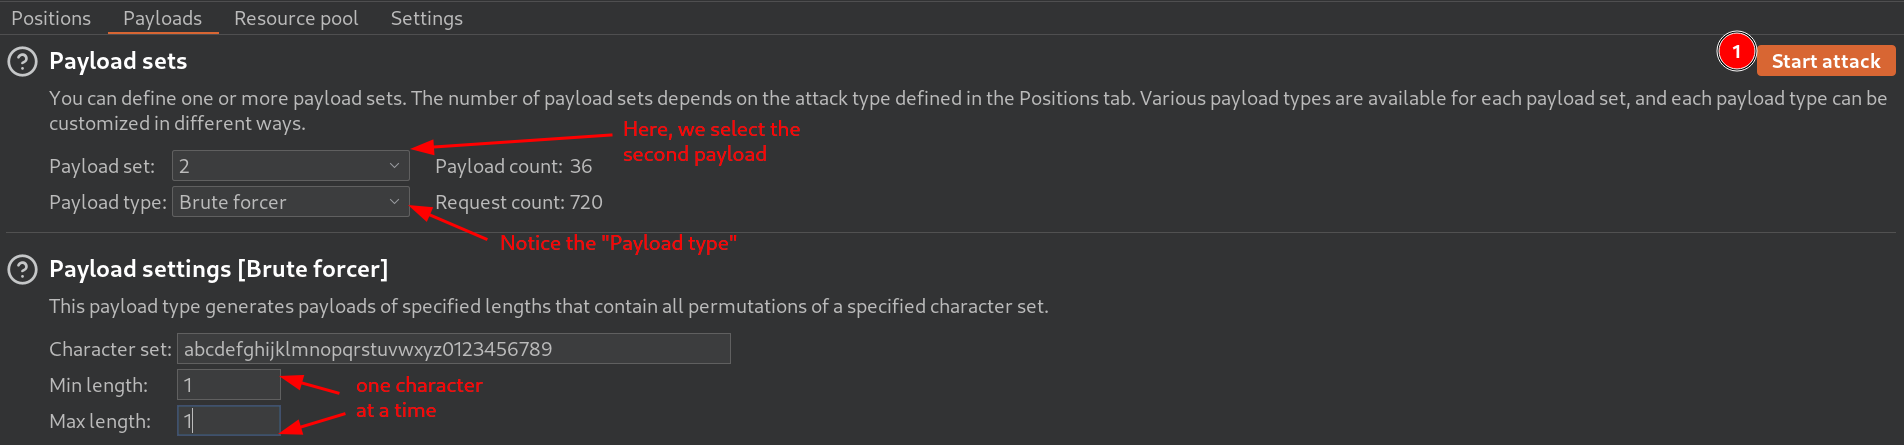 Positions Payloads Resource pool Settings
Payload sets
1 Start attack
You can define one or more payload sets. The number of payload sets depends on the attack type defined in the Positions tab. Various payload types are available for each payload set, and each payload type can be
customized in different ways.
Here, we select the
second payload
Payload set: 2 Payload count: 36
Payload type: Brute forcer Request count: 720
Notice the "Payload type"
Payload settings [Brute forcer]
This payload type generates payloads of specified lengths that contain all permutations of a specified character set.
Character set: abcdefghijklmnopqrstuvwxyz0123456789
Min length: 1
one character
at a time
Max length: 1